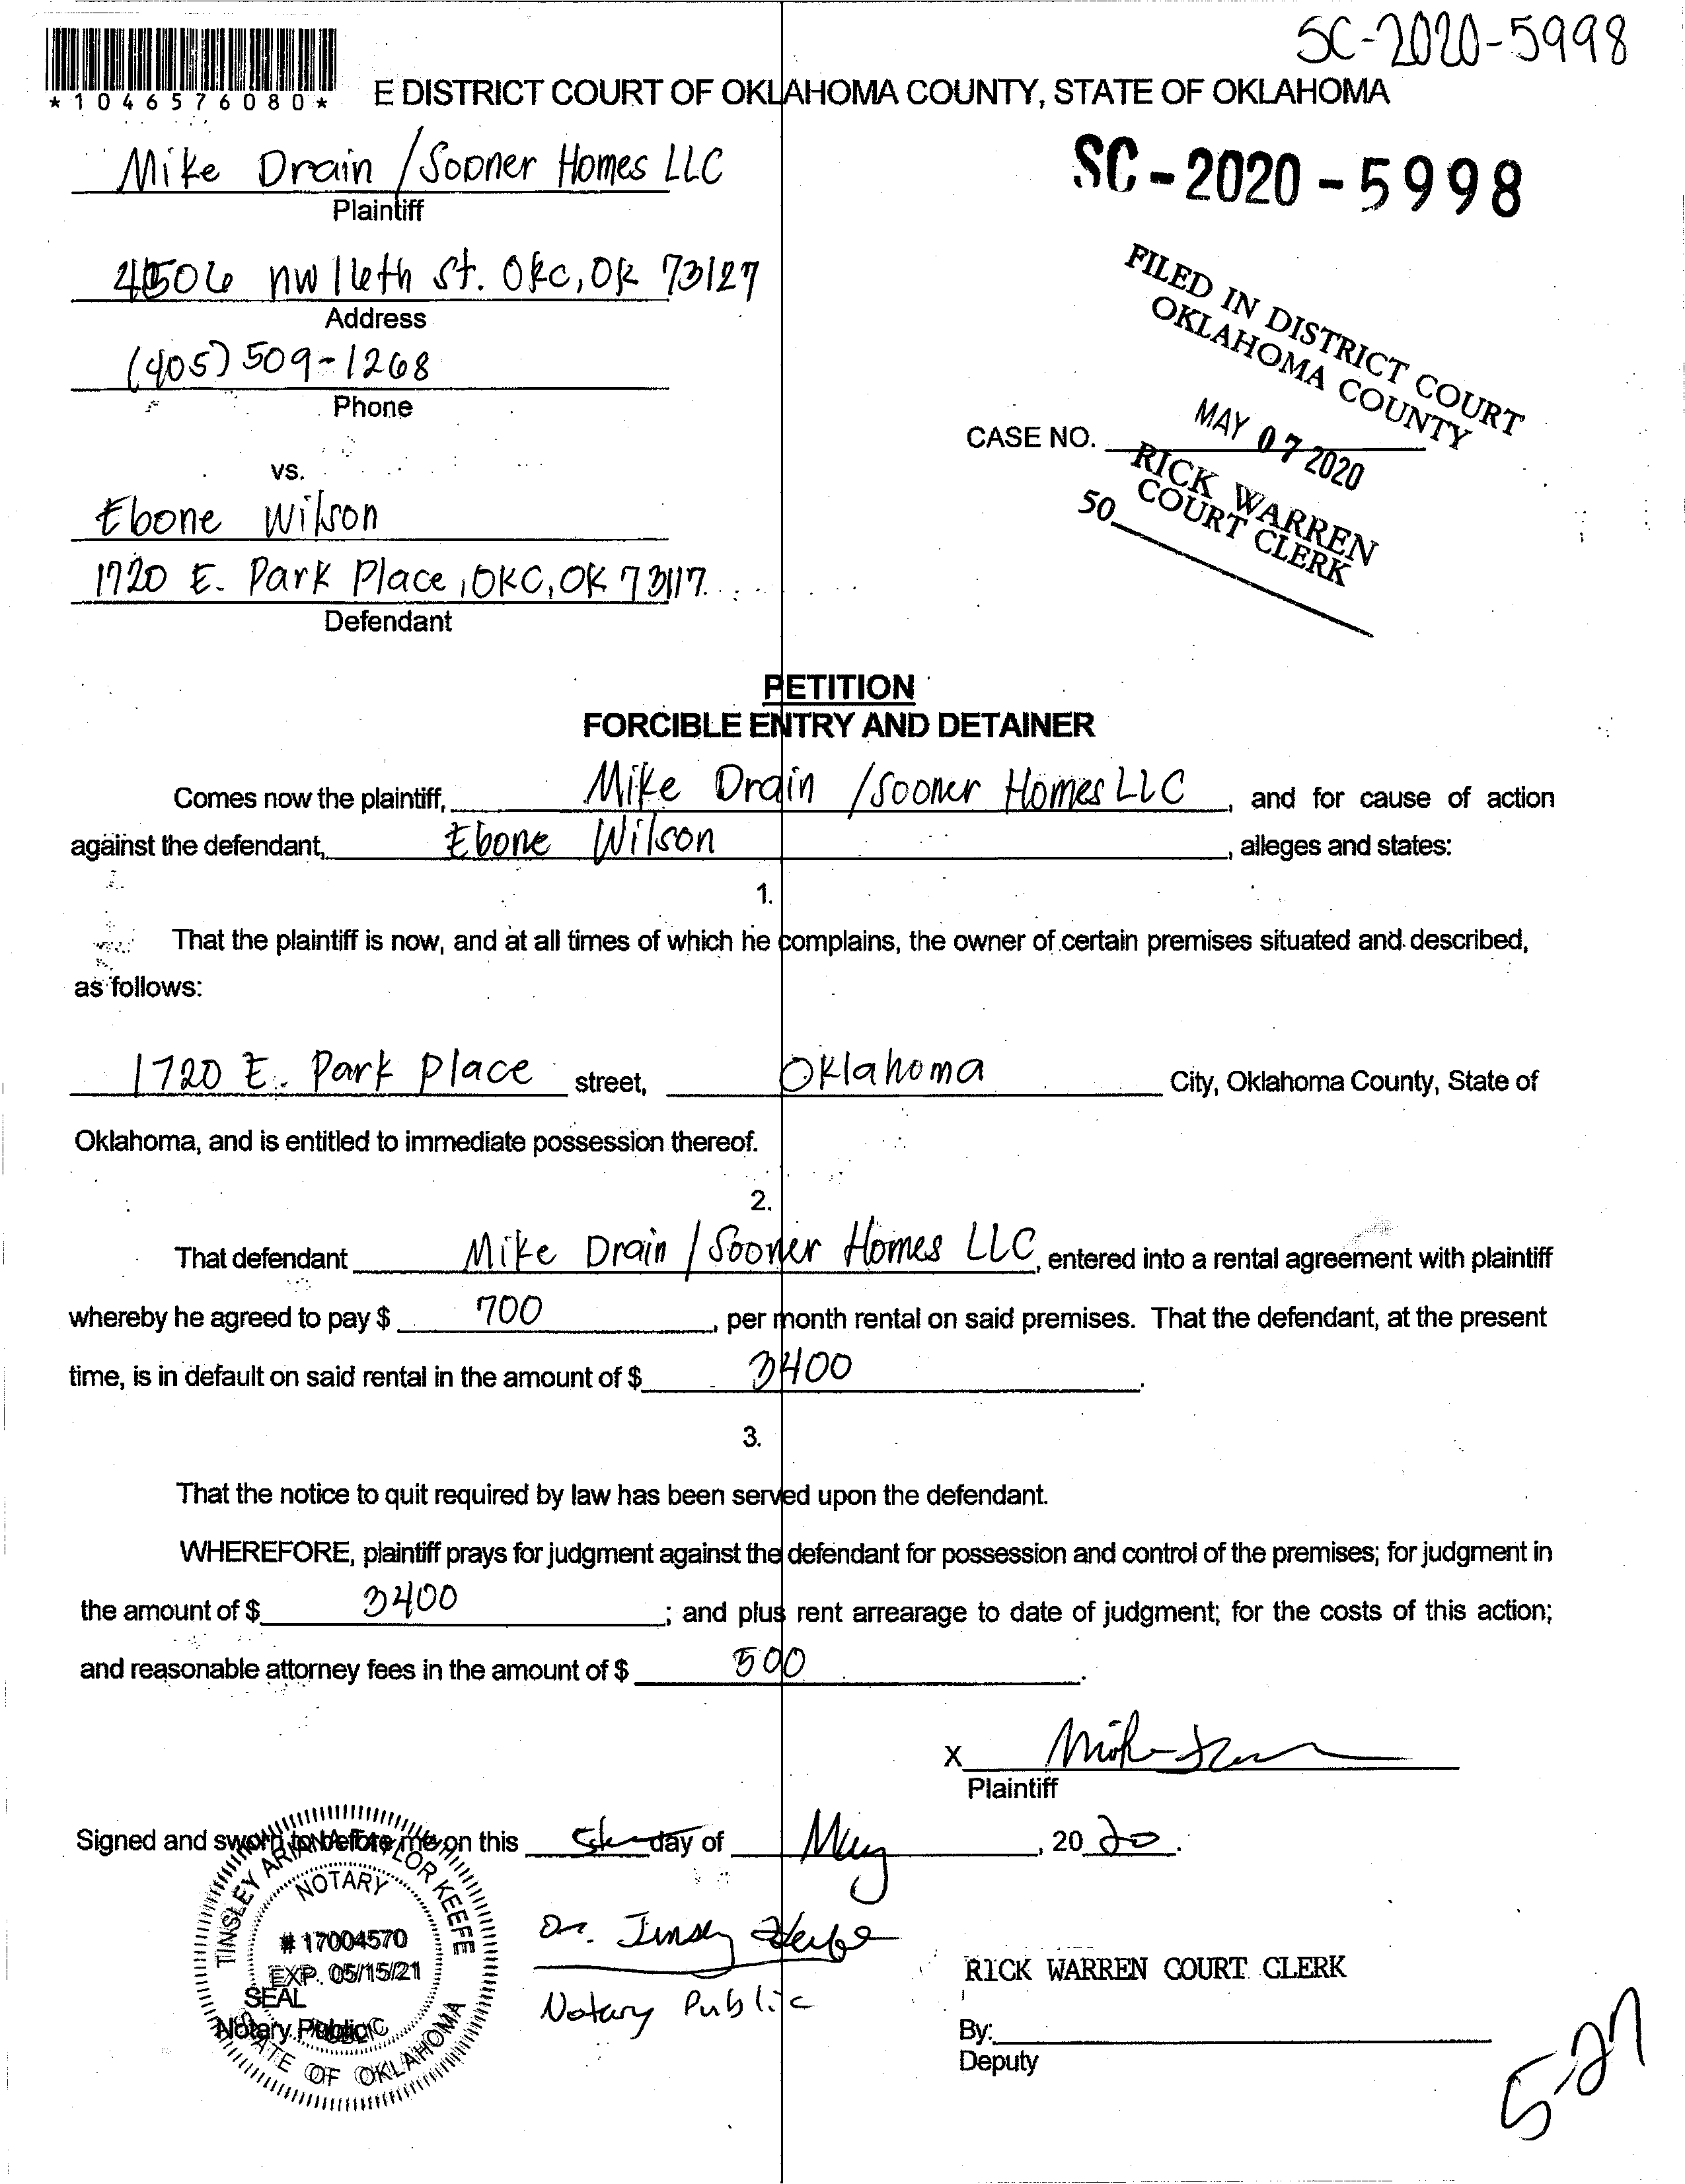 SC-2020-5998
*1046576080*
E DISTRICT COURT OF OKLAHOMA COUNTY, STATE OF OKLAHOMA
Mike Drain / Sooner Homes LLC
Plaintiff
SC-2020-5998
nw 16th St. OKC, OK 73127
Address
(405) 509-1268
Phone
FILED IN DISTRICT COURT
OKLAHOMA COUNTY
MAY 07 2020
RICK WARREN
COURT CLERK
50
CASE NO.
vs.
Ebone Wilson
1720 E. Park Place, OKC, OK 73117
Defendant
PETITION
FORCIBLE ENTRY AND DETAINER
Comes now the plaintiff, Mike Drain / Sooner Homes LLC, and for cause of action
against the defendant, Ebone Wilson, alleges and states:
1.
That the plaintiff is now, and at all times of which he complains, the owner of certain premises situated and described,
as follows:
1720 E. Park Place street, Oklahoma City, Oklahoma County, State of
Oklahoma, and is entitled to immediate possession thereof.
2.
That defendant Mike Drain / Sooner Homes LLC, entered into a rental agreement with plaintiff
whereby he agreed to pay $ 700, per month rental on said premises. That the defendant, at the present
time, is in default on said rental in the amount of $ 3400.
3.
That the notice to quit required by law has been served upon the defendant.
WHEREFORE, plaintiff prays for judgment against the defendant for possession and control of the premises; for judgment in
the amount of $ 3400; and plus rent arrearage to date of judgment; for the costs of this action;
and reasonable attorney fees in the amount of $ 500.
X
Plaintiff
Signed and sworn to before me on this 5th day of May, 2020.
TINSLEY ARIANA TAYLOR KEEFE
NOTARY
# 17004570
EXP. 05/15/21
SEAL
Notary Public
PUBLIC
STATE OF OKLAHOMA
Notary Public
RICK WARREN COURT CLERK
By:
Deputy
5-27